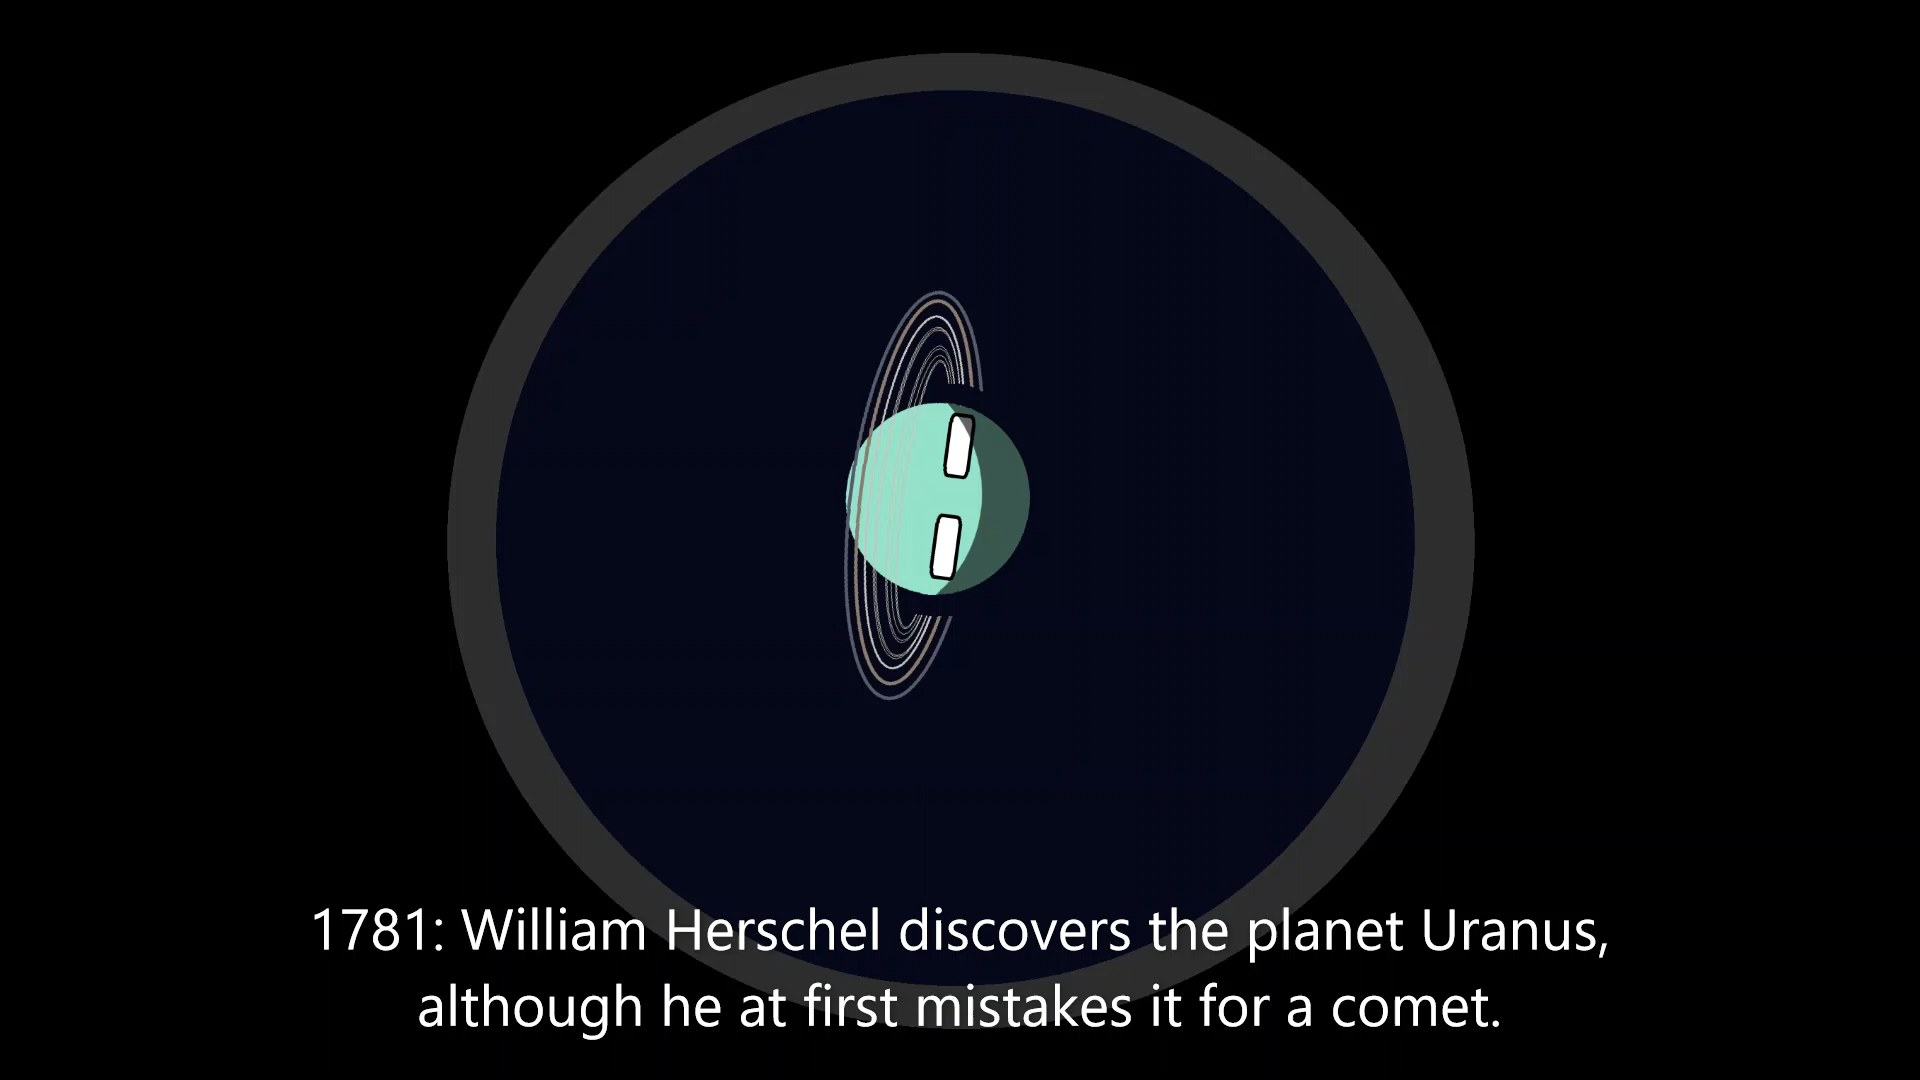 1781: William Herschel discovers the planet Uranus,
although he at first mistakes it for a comet.